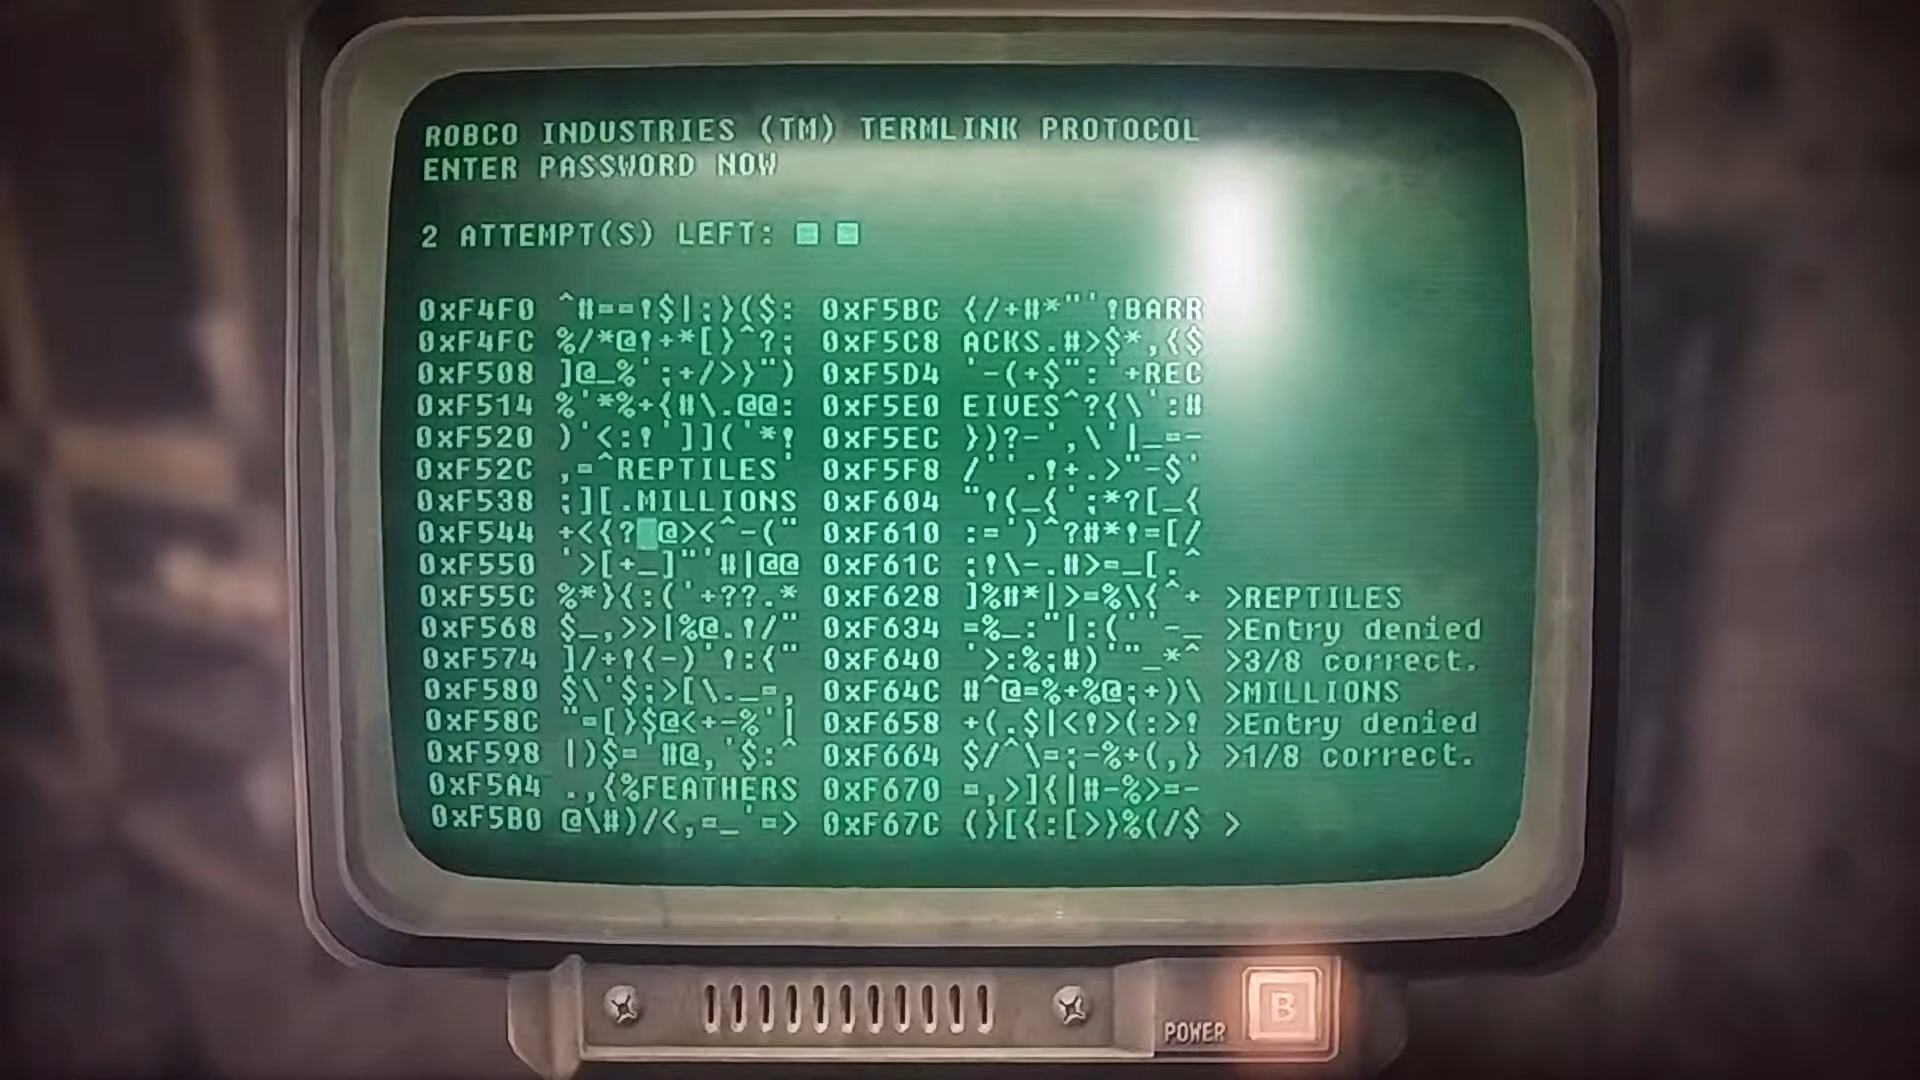 ROBCO INDUSTRIES (TM) TERMLINK PROTOCOL
ENTER PASSWORD NOW
2 ATTEMPT(S) LEFT:
0xF4F0 ^#==!$|:}($: 0xF5BC {/+#*"'!BARR
0xF4FC %/*@!+*[}^?; 0xF5C8 ACKS.#>$*,{$
0xF508 ]@_%';+/>}") 0xF5D4 '-(+$":'+REC
0xF514 %'*%+{#\.@@: 0xF5E0 EIVES^?{\':#
0xF520 )'<:!']]('*! 0xF5EC })?-',\'|_=-
0xF52C ,=^REPTILES' 0xF5F8 /''.!+.>"-$'
0xF538 ;][.MILLIONS 0xF604 "!(_{';*?[_{
0xF544 +<{? @><^-(" 0xF610 :=')^?#*!=[/
0xF550 '>[+_]"'#|@@ 0xF61C ;!\-.#>=_[.^
0xF55C %*}{:('+??.* 0xF628 ]%#*|>=%\{^+ >REPTILES
0xF568 $_,>>|%@.!/" 0xF634 =%_:"|:(''-_ >Entry denied
0xF574 ]/+!{-)'!:{" 0xF640 '>:%;#)'"_*^ >3/8 correct.
0xF580 $\'$;>[\._=, 0xF64C #^@=%+%@;+)\ >MILLIONS
0xF58C "=[}$@<+-%'| 0xF658 +(.$|<!>(:>! >Entry denied
0xF598 |)$='#@,'$:^ 0xF664 $/^\=;-%+(,} >1/8 correct.
0xF5A4 .,{%FEATHERS 0xF670 =,>]{|#-%>=-
0xF5B0 @\#)/<,=_'=> 0xF67C (}[{:[>}%(/$ >
POWER
B